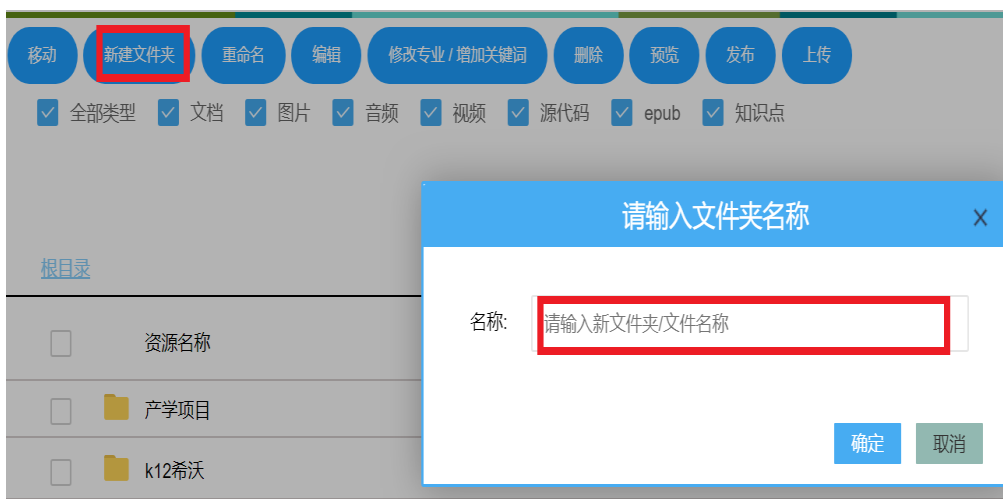 移动 新建文件夹 重命名 编辑 修改专业 / 增加关键词 删除 预览 发布 上传
全部类型 文档 图片 音频 视频 源代码 epub 知识点
请输入文件夹名称 X
根目录
名称: 请输入新文件夹/文件名称
资源名称
产学项目
确定 取消
k12希沃